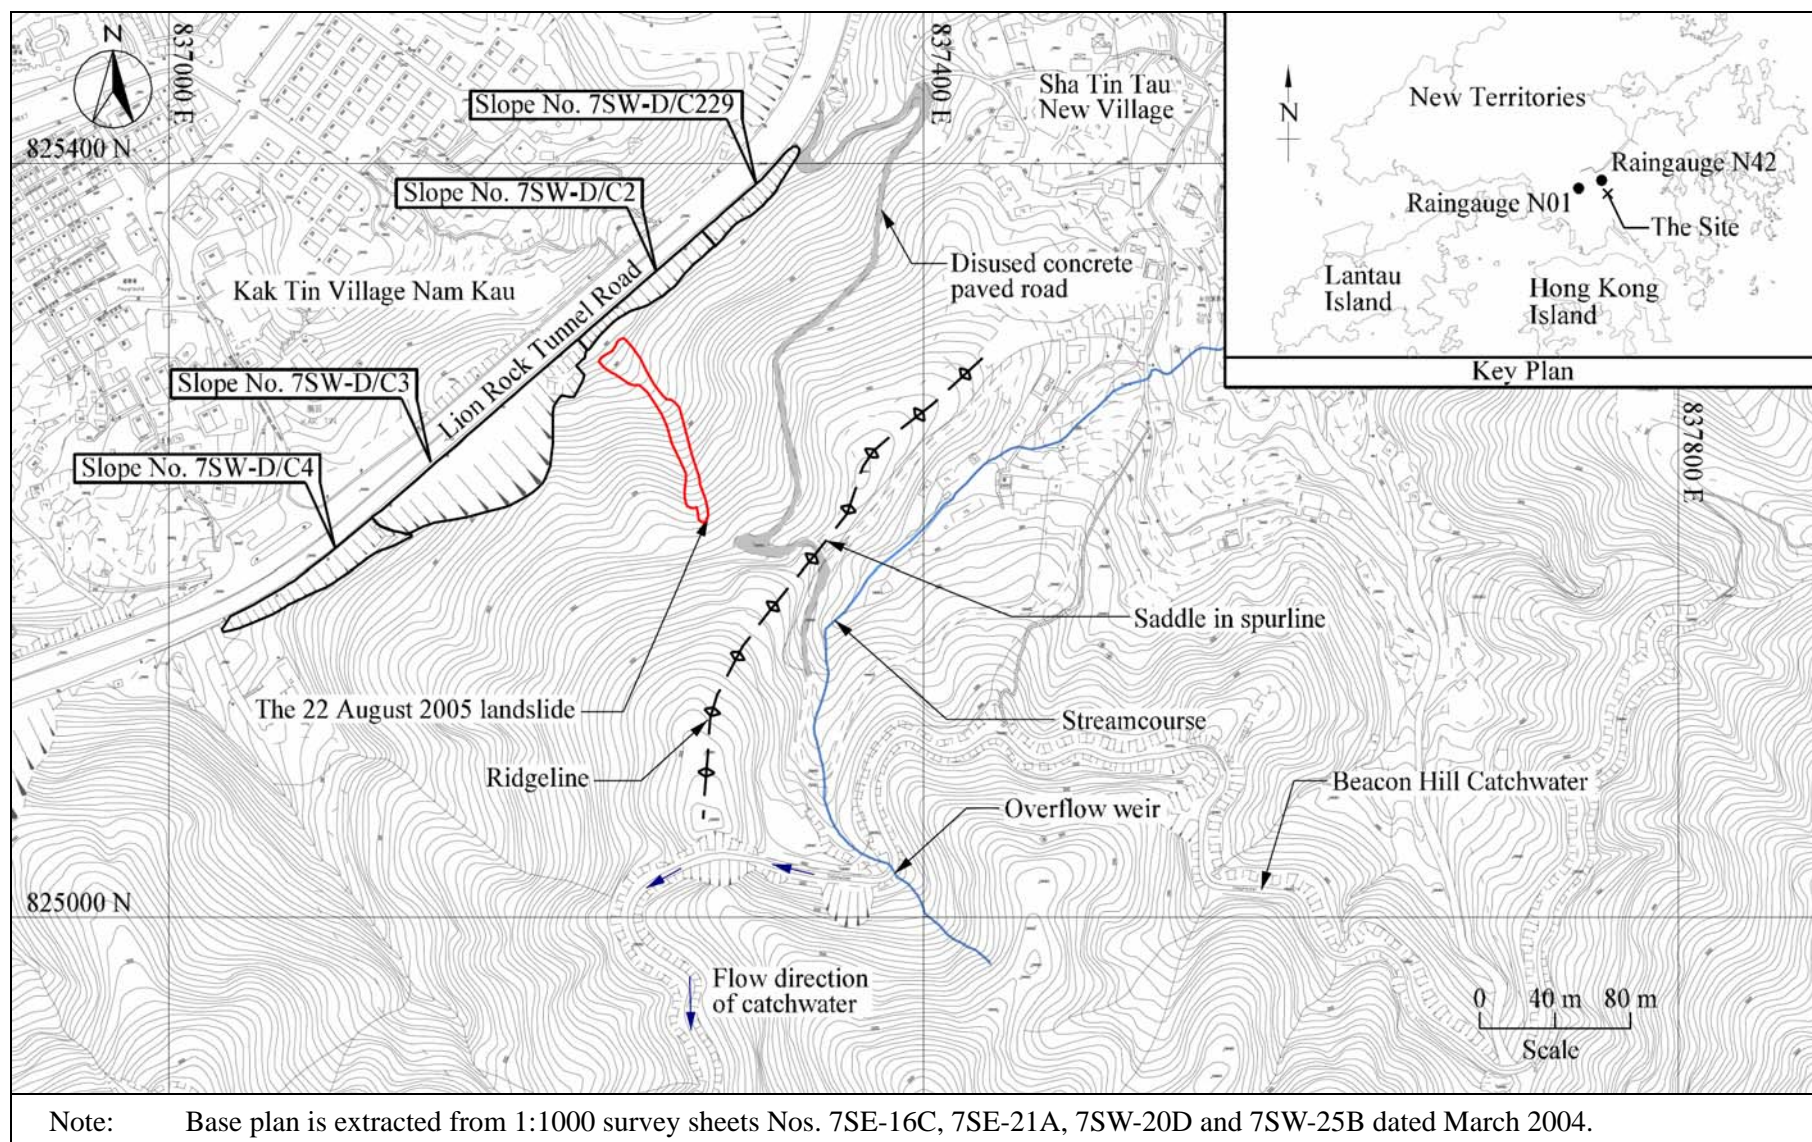 N
837000 E
837400 E
Sha Tin Tau
New Village
Slope No. 7SW-D/C229
825400 N
Slope No. 7SW-D/C2
Kak Tin Village Nam Kau
Lion Rock Tunnel Road
Disused concrete
paved road
Slope No. 7SW-D/C3
Slope No. 7SW-D/C4
N
New Territories
Raingauge N42
Raingauge N01
The Site
Lantau
Island
Hong Kong
Island
Key Plan
837800 E
Saddle in spurline
The 22 August 2005 landslide
Streamcourse
Ridgeline
Beacon Hill Catchwater
Overflow weir
825000 N
Flow direction
of catchwater
0 40 m 80 m
Scale
Note: Base plan is extracted from 1:1000 survey sheets Nos. 7SE-16C, 7SE-21A, 7SW-20D and 7SW-25B dated March 2004.